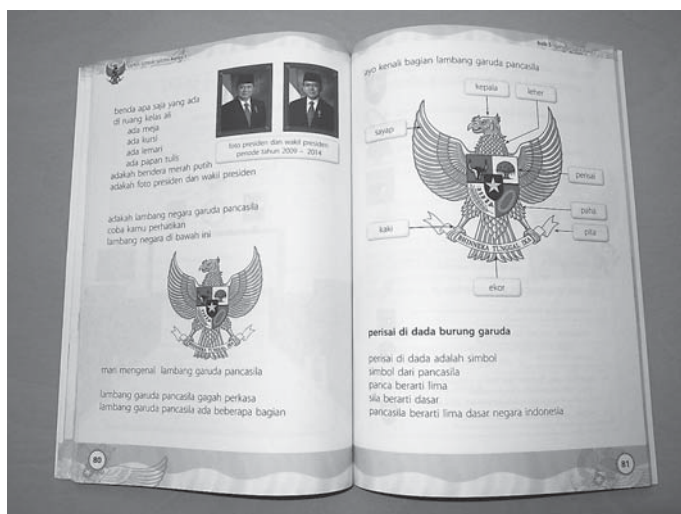 benda apa saja yang ada
di ruang kelas ali
ada meja
ada kursi
ada lemari
ada papan tulis
adakah bendera merah putih
adakah foto presiden dan wakil presiden
foto presiden dan wakil presiden
periode tahun 2009 – 2014
adakah lambang negara garuda pancasila
coba kamu perhatikan
lambang negara di bawah ini
mari mengenal lambang garuda pancasila
lambang garuda pancasila gagah perkasa
lambang garuda pancasila ada beberapa bagian
80
ayo kenali bagian lambang garuda pancasila
kepala
leher
sayap
perisai
paha
kaki
pita
BHINNEKA TUNGGAL IKA
ekor
perisai di dada burung garuda
perisai di dada adalah simbol
simbol dari pancasila
panca berarti lima
sila berarti dasar
pancasila berarti lima dasar negara indonesia
81